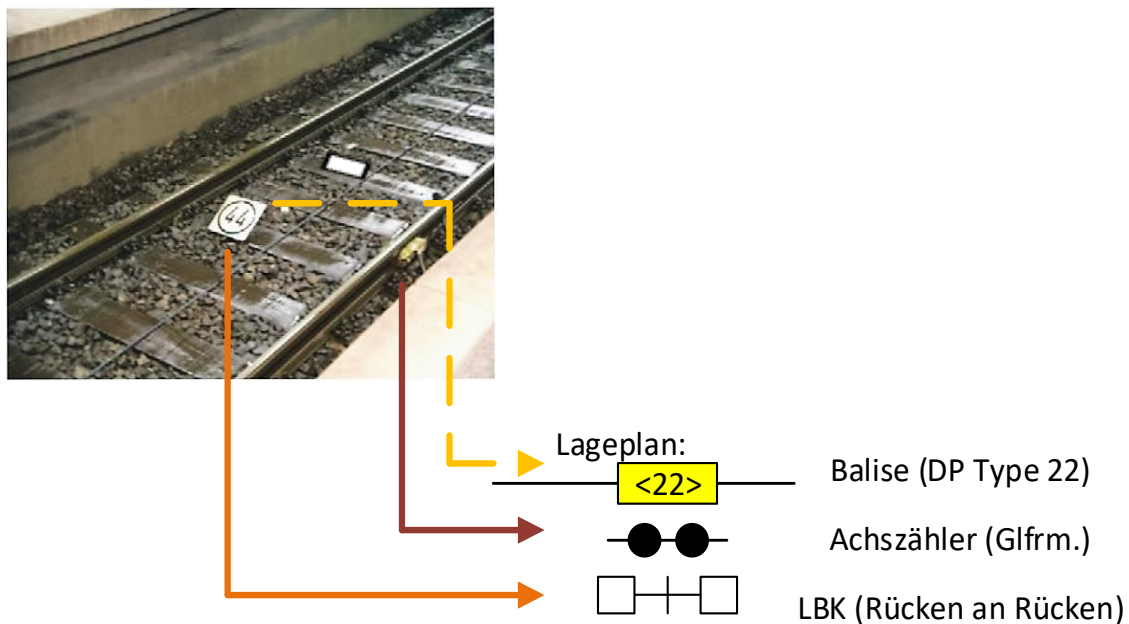 44
Lageplan:
<22>
Balise (DP Type 22)
Achszähler (Glfrm.)
LBK (Rücken an Rücken)